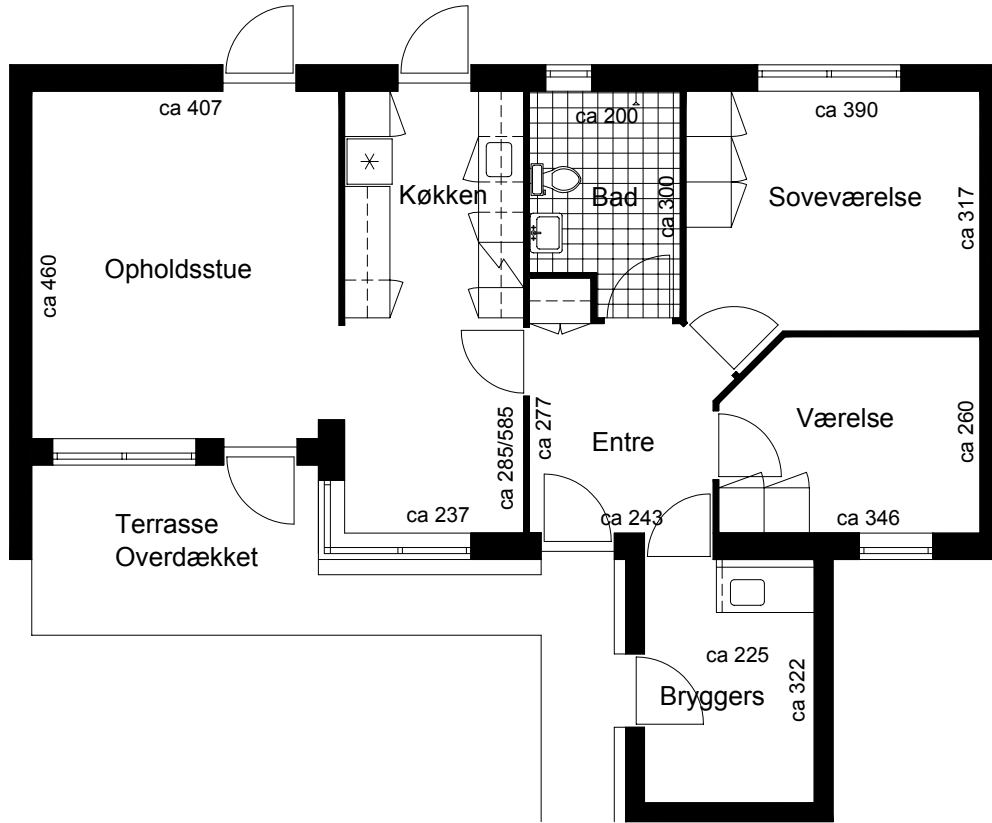 ca 407
ca 200
ca 390
Køkken
Bad
ca 300
Soveværelse
ca 317
Opholdsstue
ca 460
ca 285/585
ca 277
Entre
Værelse
ca 260
ca 237
ca 243
ca 346
Terrasse
Overdækket
ca 225
Bryggers
ca 322